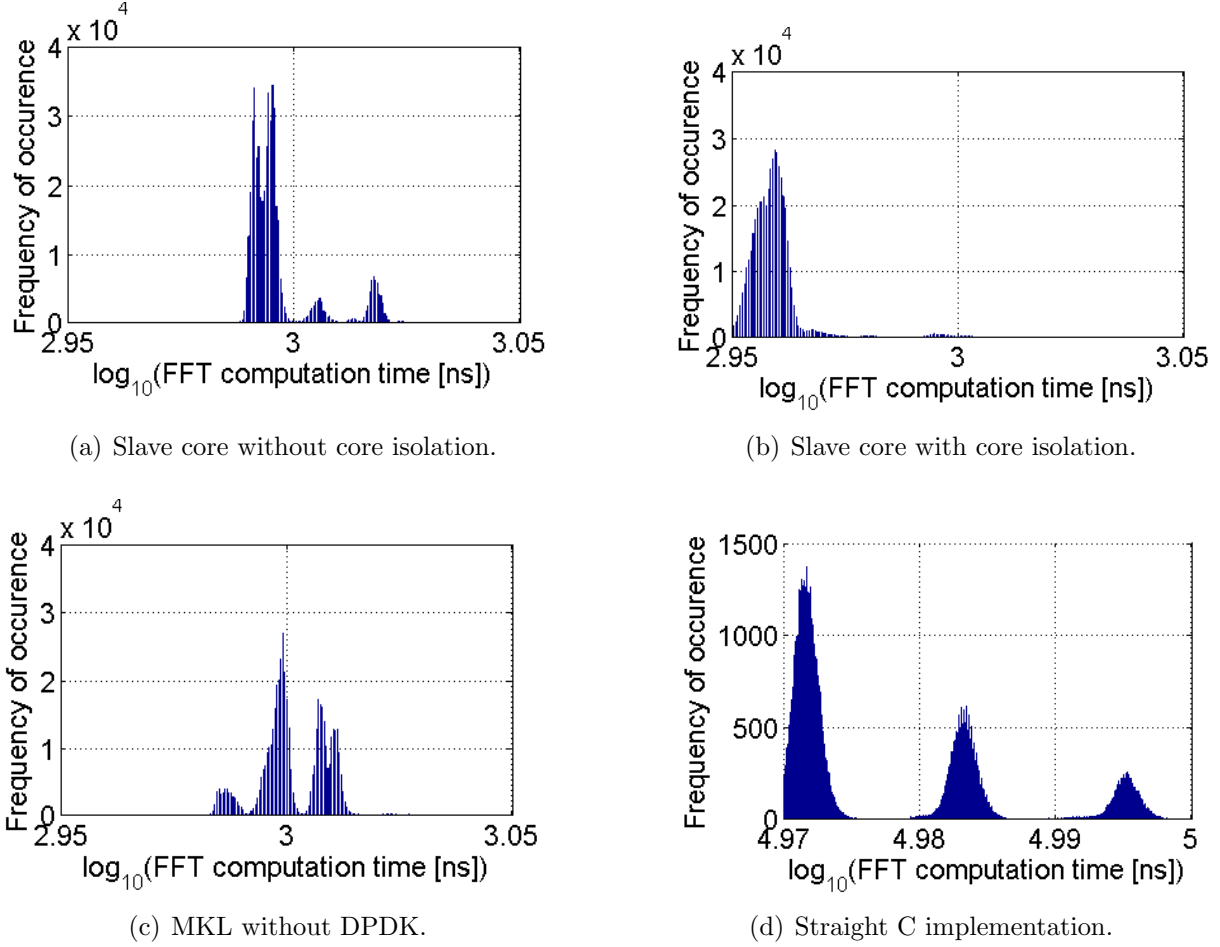 x 10^4
4
3
2
1
0
2.95 3 3.05
Frequency of occurence
log_10(FFT computation time [ns])
(a) Slave core without core isolation.
x 10^4
4
3
2
1
0
2.95 3 3.05
Frequency of occurence
log_10(FFT computation time [ns])
(b) Slave core with core isolation.
x 10^4
4
3
2
1
0
2.95 3 3.05
Frequency of occurence
log_10(FFT computation time [ns])
(c) MKL without DPDK.
1500
1000
500
0
4.97 4.98 4.99 5
Frequency of occurence
log_10(FFT computation time [ns])
(d) Straight C implementation.